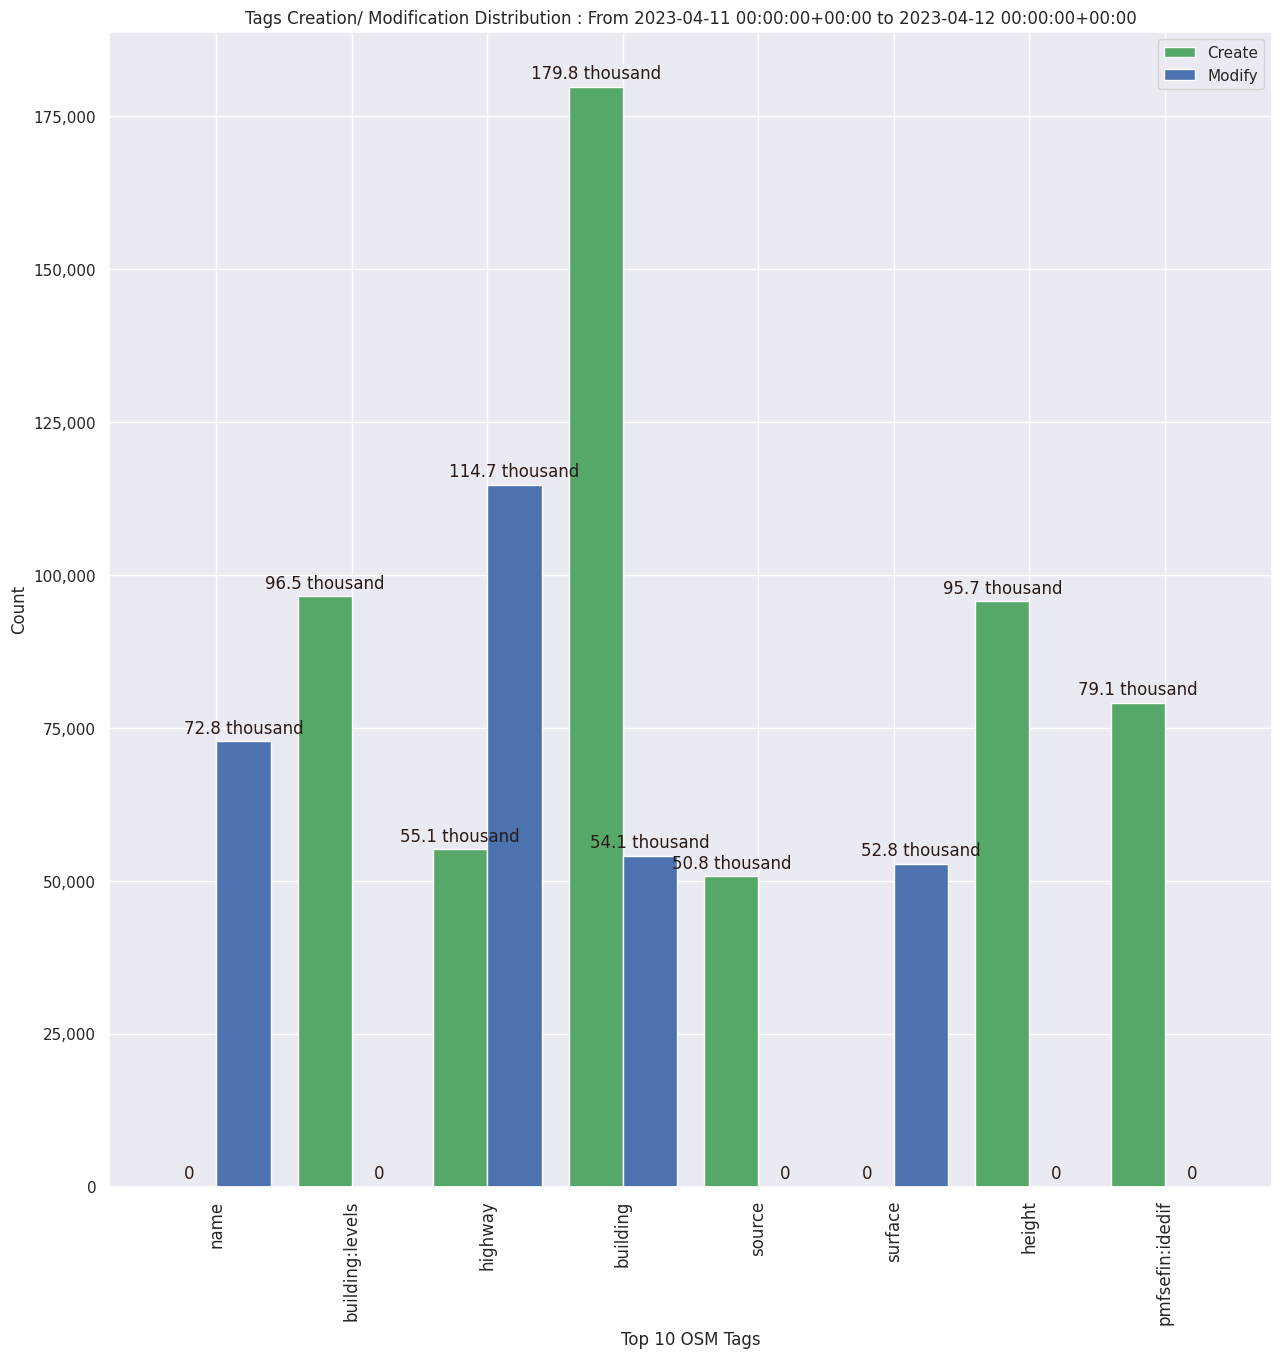 Tags Creation/ Modification Distribution : From 2023-04-11 00:00:00+00:00 to 2023-04-12 00:00:00+00:00
Create
Modify
179.8 thousand
175,000
150,000
125,000
114.7 thousand
100,000
96.5 thousand
95.7 thousand
79.1 thousand
75,000
72.8 thousand
55.1 thousand
54.1 thousand
50.8 thousand
52.8 thousand
50,000
25,000
0
0
0
0
0
0
0
Count
name
building:levels
highway
building
source
surface
height
pmfsefin:idedif
Top 10 OSM Tags